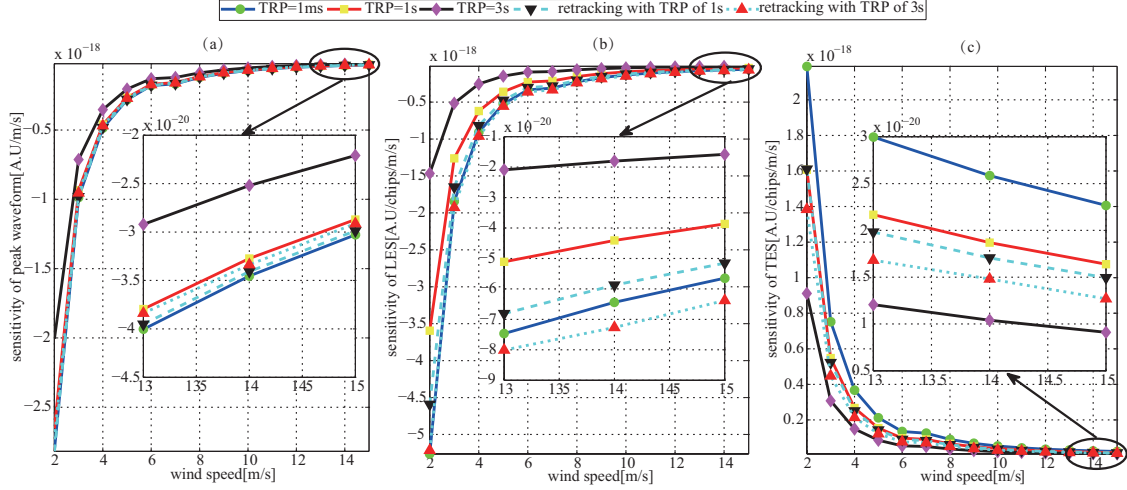 TRP=1ms TRP=1s TRP=3s retracking with TRP of 1s retracking with TRP of 3s
(a)
x 10⁻¹⁸
sensitivity of peak waveform[A.U/m/s]
−0.5
−1
−1.5
−2
−2.5
2 4 6 8 10 12 14
wind speed[m/s]
x 10⁻²⁰
−2
−2.5
−3
−3.5
−4
−4.5
13 13.5 14 14.5 15
(b)
x 10⁻¹⁸
sensitivity of LES[A.U/chips/m/s]
−0.5
−1
−1.5
−2
−2.5
−3
−3.5
−4
−4.5
−5
2 4 6 8 10 12 14
wind speed[m/s]
x 10⁻²⁰
−1
−2
−3
−4
−5
−6
−7
−8
−9
13 13.5 14 14.5 15
(c)
x 10⁻¹⁸
sensitivity of TES[A.U/chips/m/s]
2
1.8
1.6
1.4
1.2
1
0.8
0.6
0.4
0.2
2 4 6 8 10 12 14
wind speed[m/s]
x 10⁻²⁰
3
2.5
2
1.5
1
0.5
13 13.5 14 14.5 15